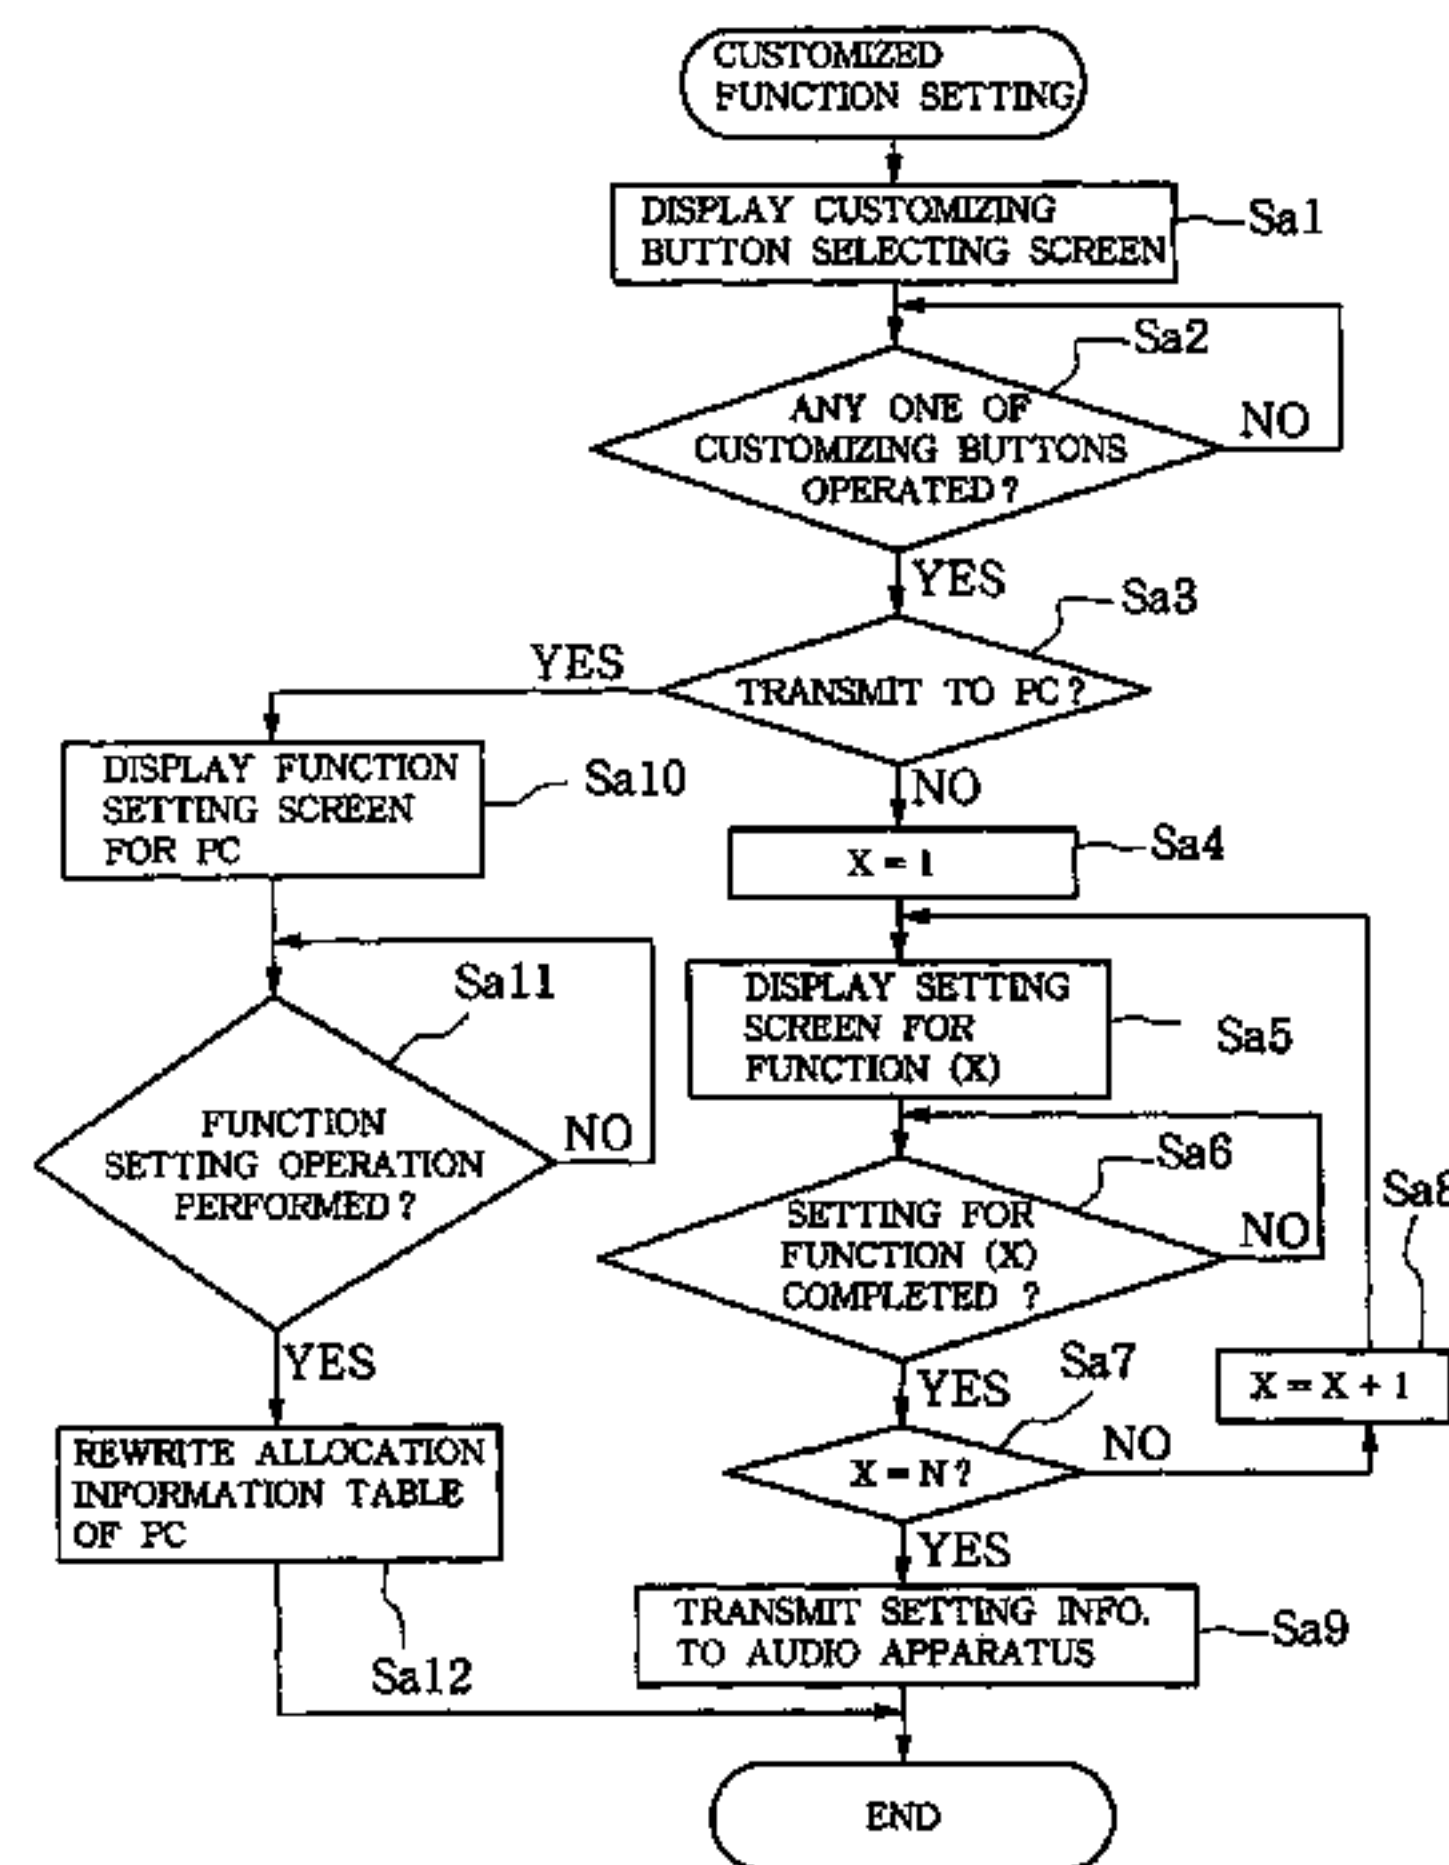 CUSTOMIZED
FUNCTION SETTING
DISPLAY CUSTOMIZING
BUTTON SELECTING SCREEN
Sa1
Sa2
ANY ONE OF
CUSTOMIZING BUTTONS
OPERATED?
NO
YES
Sa3
TRANSMIT TO PC?
YES
NO
DISPLAY FUNCTION
SETTING SCREEN
FOR PC
Sa10
X = 1
Sa4
DISPLAY SETTING
SCREEN FOR
FUNCTION (X)
Sa5
Sa11
FUNCTION
SETTING OPERATION
PERFORMED?
NO
YES
Sa6
SETTING FOR
FUNCTION (X)
COMPLETED ?
NO
YES
Sa8
X = X + 1
Sa7
X = N?
NO
YES
REWRITE ALLOCATION
INFORMATION TABLE
OF PC
Sa12
TRANSMIT SETTING INFO.
TO AUDIO APPARATUS
Sa9
END